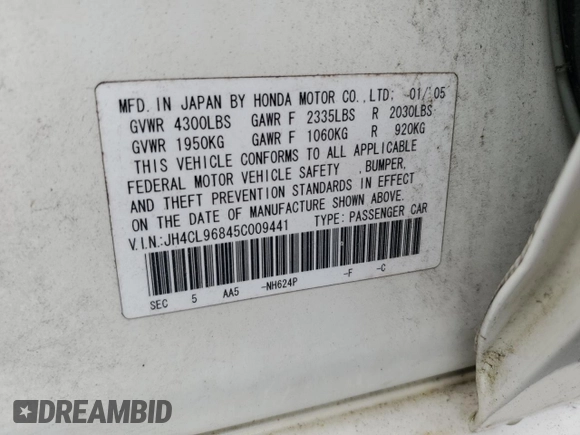 MFD. IN JAPAN BY HONDA MOTOR CO., LTD: 01/'05
GVWR 4300LBS GAWR F 2335LBS R 2030LBS
GVWR 1950KG GAWR F 1060KG R 920KG
THIS VEHICLE CONFORMS TO ALL APPLICABLE
FEDERAL MOTOR VEHICLE SAFETY , BUMPER,
AND THEFT PREVENTION STANDARDS IN EFFECT
ON THE DATE OF MANUFACTURE SHOWN ABOVE.
V.I.N:JH4CL96845C009441 TYPE: PASSENGER CAR
SEC 5 AA5 -NH624P -F -C
DREAMBID